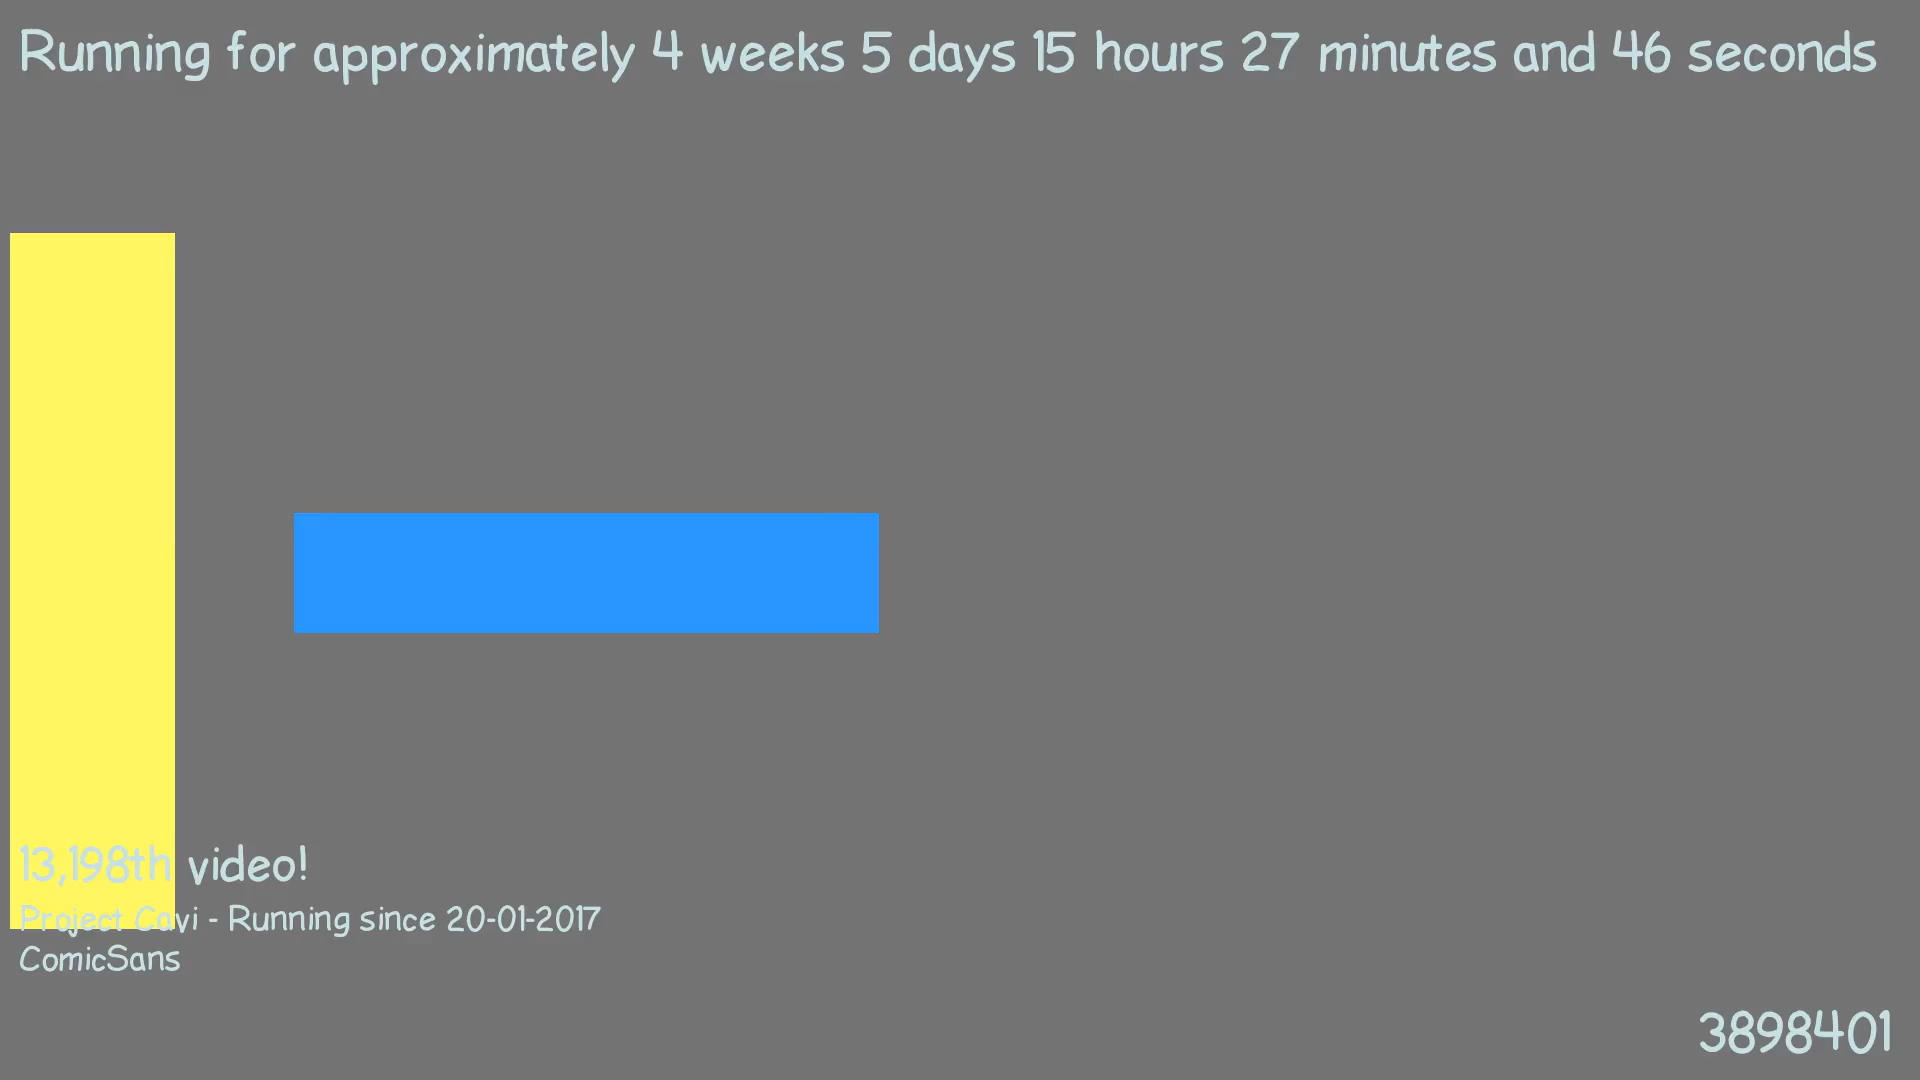 Running for approximately 4 weeks 5 days 15 hours 27 minutes and 46 seconds
13,198th video!
Project Cavi - Running since 20-01-2017
ComicSans
3898401